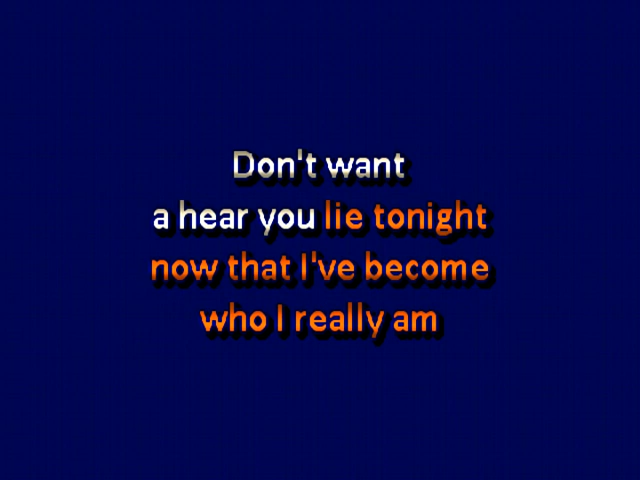 Don't want
a hear you lie tonight
now that I've become
who I really am